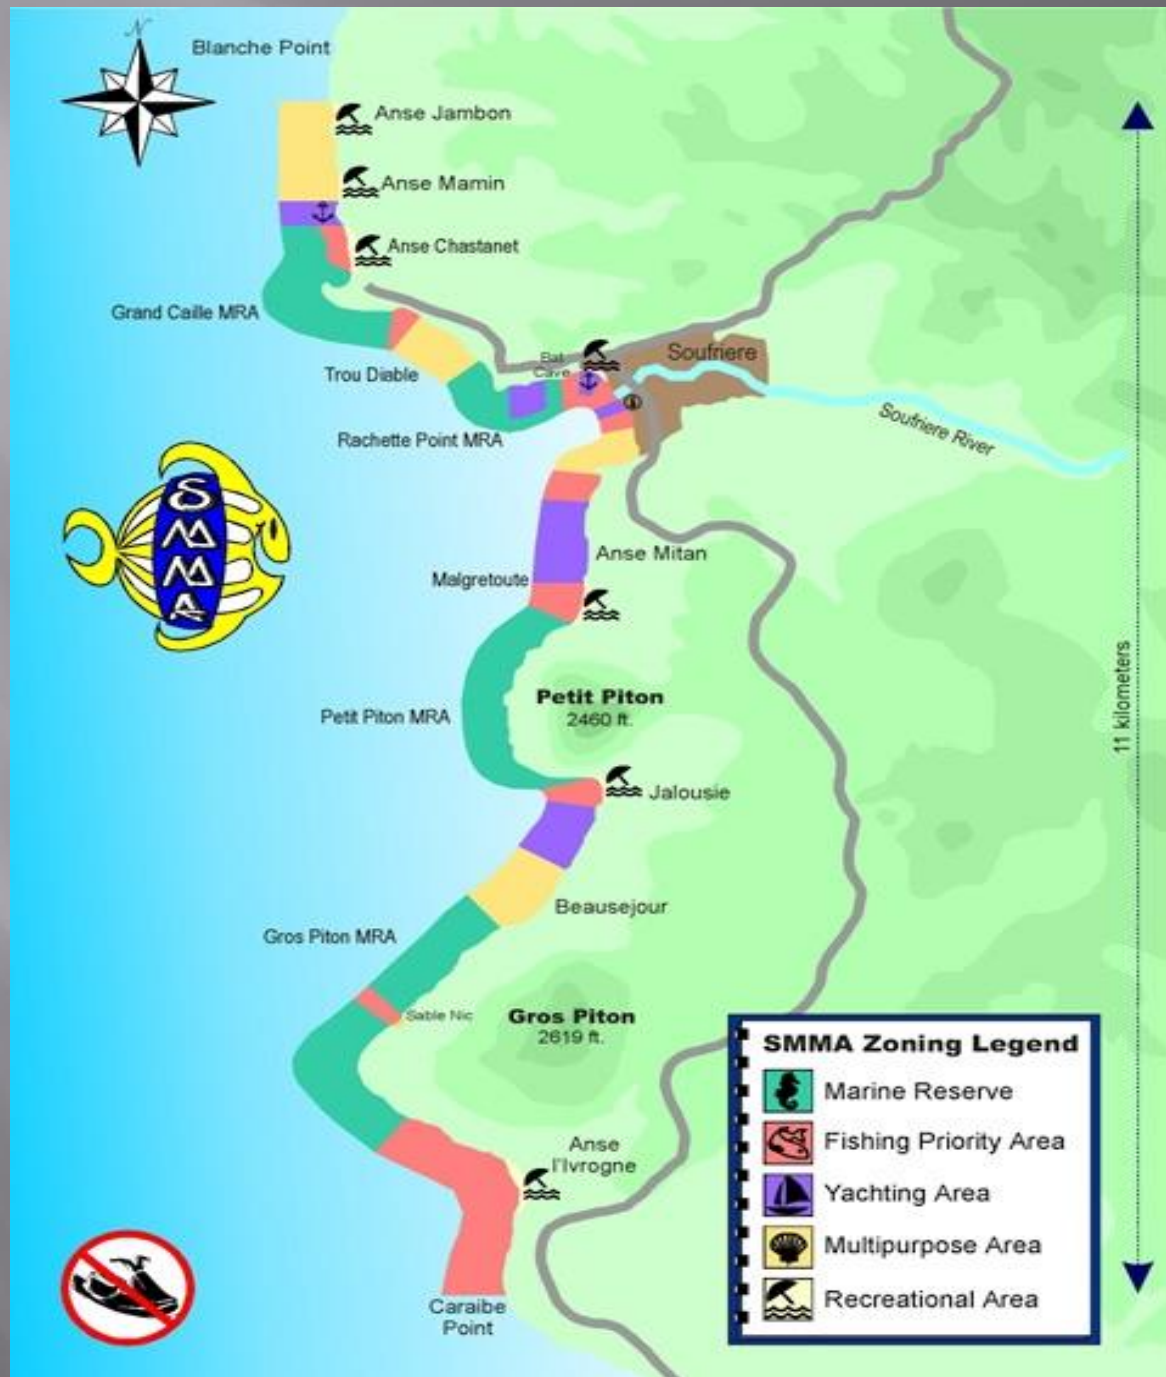 N
Blanche Point
Anse Jambon
Anse Mamin
Anse Chastanet
Grand Caille MRA
Trou Diable
Bat
Cave
Soufriere
Rachette Point MRA
Soufriere River
SMMA
Anse Mitan
Malgretoute
Petit Piton
2460 ft.
Petit Piton MRA
11 kilometers
Jalousie
Beausejour
Gros Piton MRA
Sable Nic
Gros Piton
2619 ft.
Anse
l'Ivrogne
Caraibe
Point
SMMA Zoning Legend
Marine Reserve
Fishing Priority Area
Yachting Area
Multipurpose Area
Recreational Area